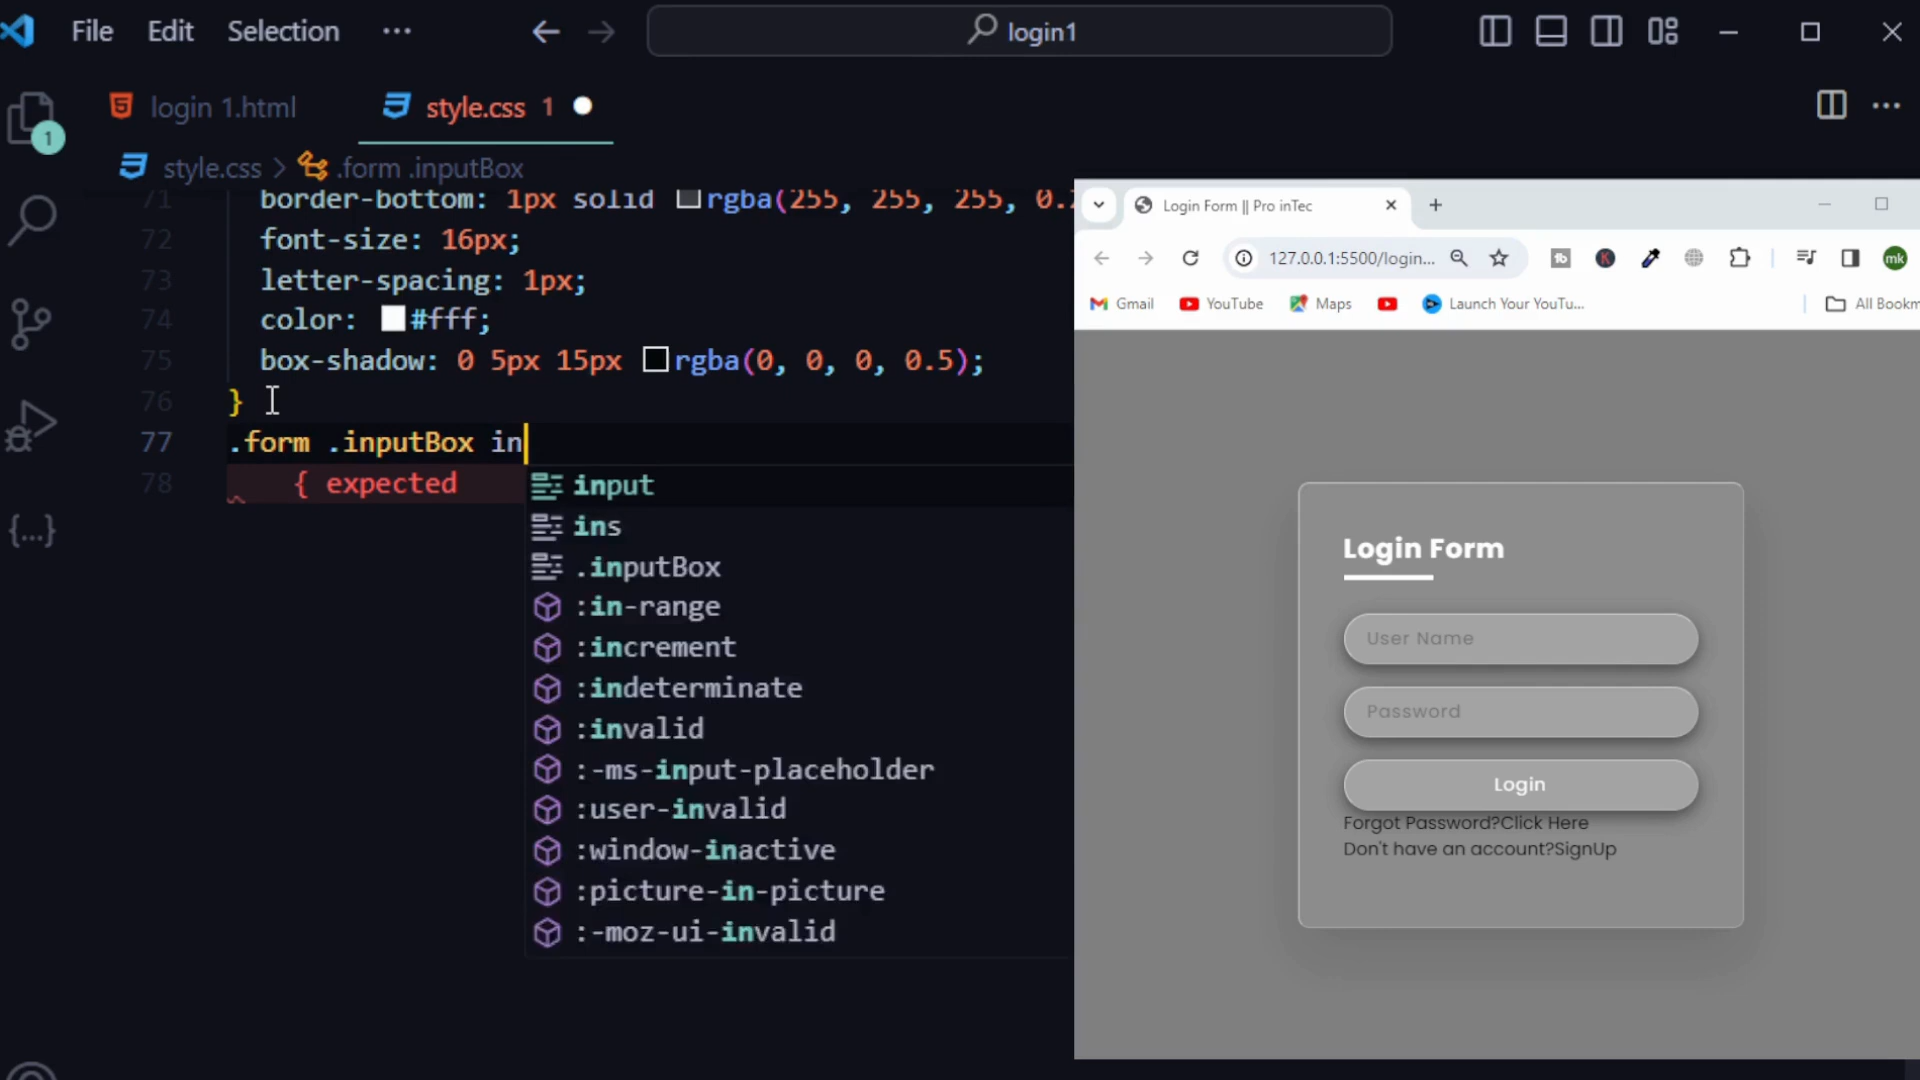 File Edit Selection ... login1
login 1.html style.css 1
1
style.css > .form .inputBox
71 border-bottom: 1px solid rgba(255, 255, 255, 0.
72 font-size: 16px;
73 letter-spacing: 1px;
74 color: #fff;
75 box-shadow: 0 5px 15px rgba(0, 0, 0, 0.5);
76 }
77 .form .inputBox in
78 { expected
input
ins
.inputBox
:in-range
:increment
:indeterminate
:invalid
:-ms-input-placeholder
:user-invalid
:window-inactive
:picture-in-picture
:-moz-ui-invalid
{...}
Login Form || Pro inTec
127.0.0.1:5500/login... tb K mk
Gmail YouTube Maps Launch Your YouTu... All Bookm
Login Form
User Name
Password
Login
Forgot Password?Click Here
Don't have an account?SignUp